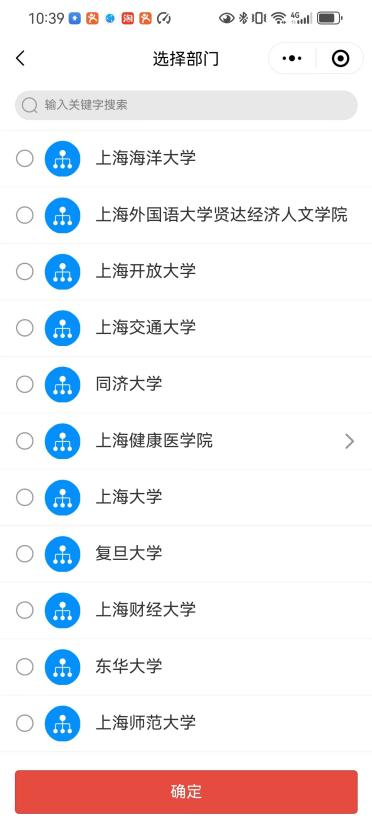 10:39
4G
选择部门
输入关键字搜索
上海海洋大学
上海外国语大学贤达经济人文学院
上海开放大学
上海交通大学
同济大学
上海健康医学院
上海大学
复旦大学
上海财经大学
东华大学
上海师范大学
确定